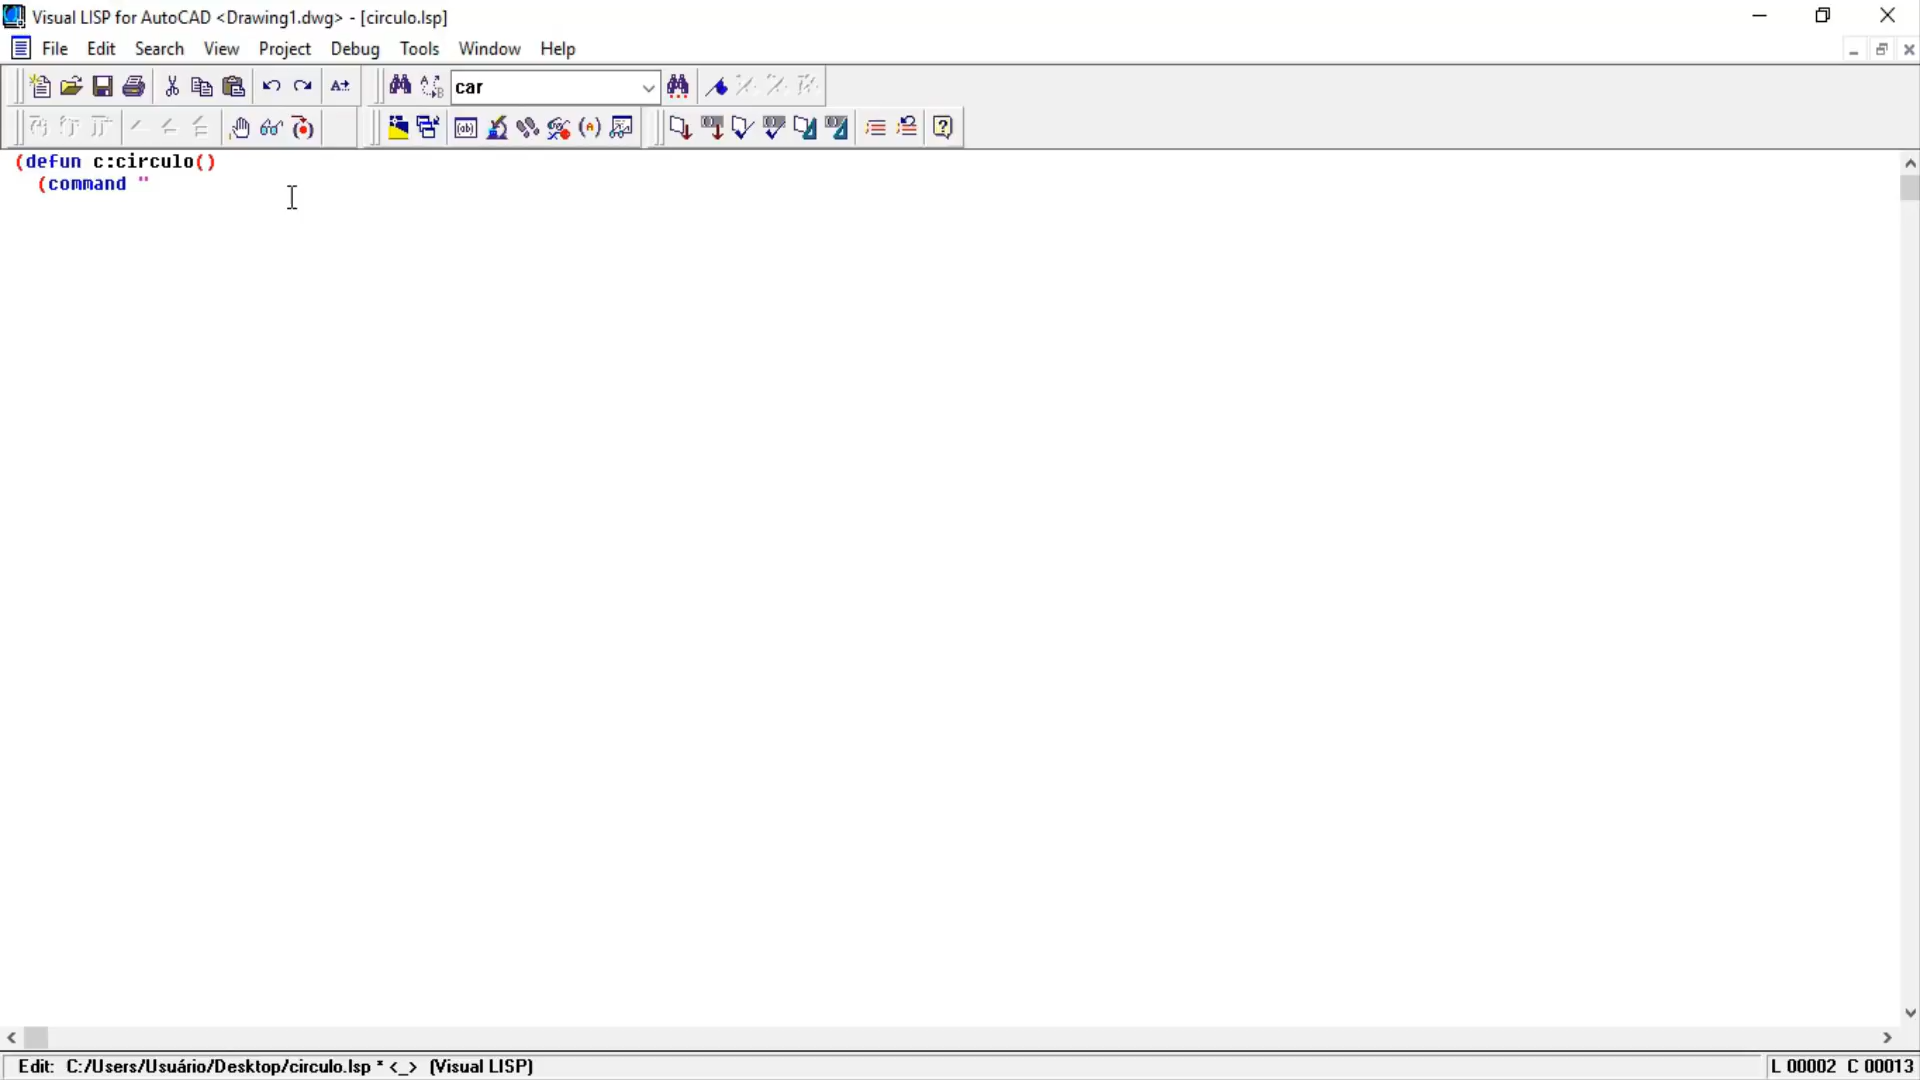 Visual LISP for AutoCAD <Drawing1.dwg> - [circulo.lsp]
File Edit Search View Project Debug Tools Window Help
car
(defun c:circulo()
(command "
Edit: C:/Users/Usuário/Desktop/circulo.lsp * <_> (Visual LISP)
L 00002 C 00013